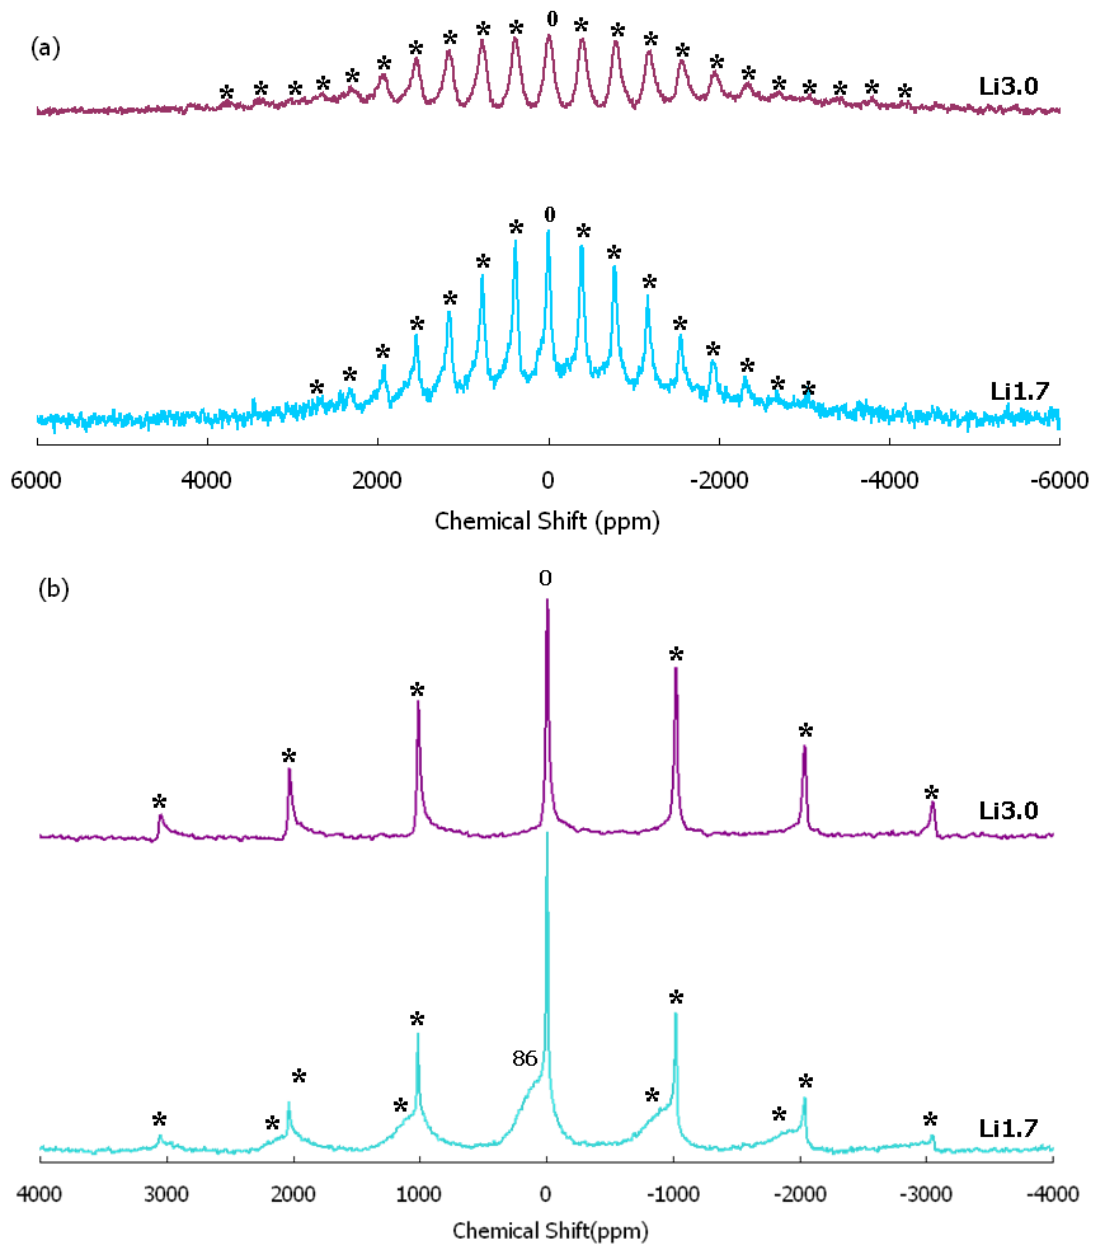 (a)
* * * * * * * * * * 0 * * * * * * * * * *
Li3.0
* * * * * * * 0 * * * * * * * *
Li1.7
6000 4000 2000 0 -2000 -4000 -6000
Chemical Shift (ppm)
(b)
0
* * * * * *
Li3.0
86
* * * * * * * * * *
Li1.7
4000 3000 2000 1000 0 -1000 -2000 -3000 -4000
Chemical Shift(ppm)